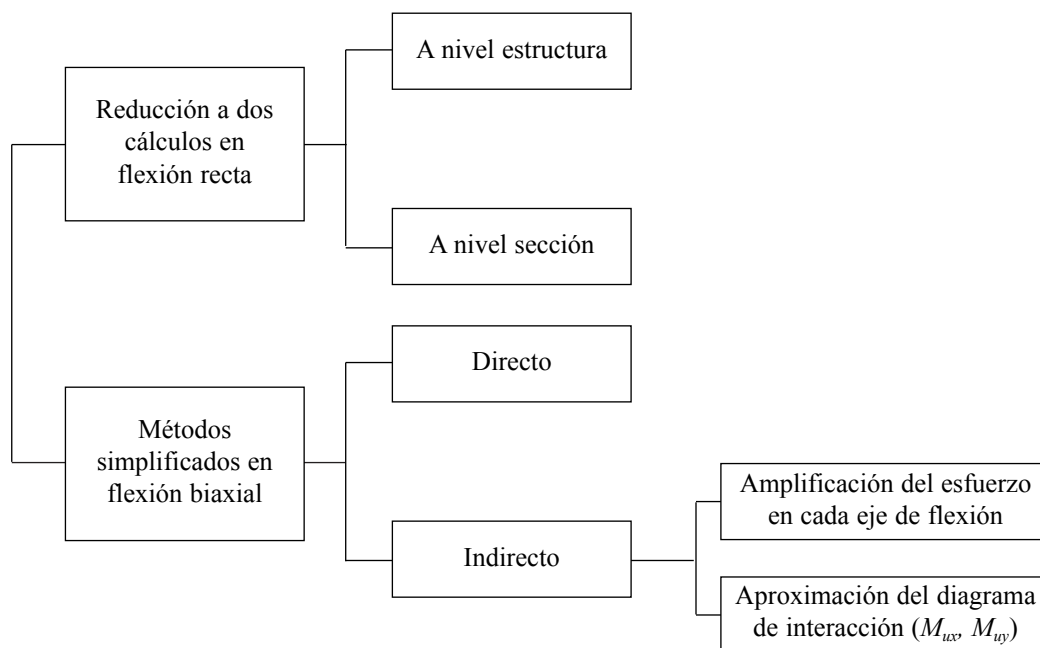 A nivel estructura
Reducción a dos
cálculos en
flexión recta
A nivel sección
Directo
Métodos
simplificados en
flexión biaxial
Amplificación del esfuerzo
en cada eje de flexión
Indirecto
Aproximación del diagrama
de interacción (Mux, Muy)